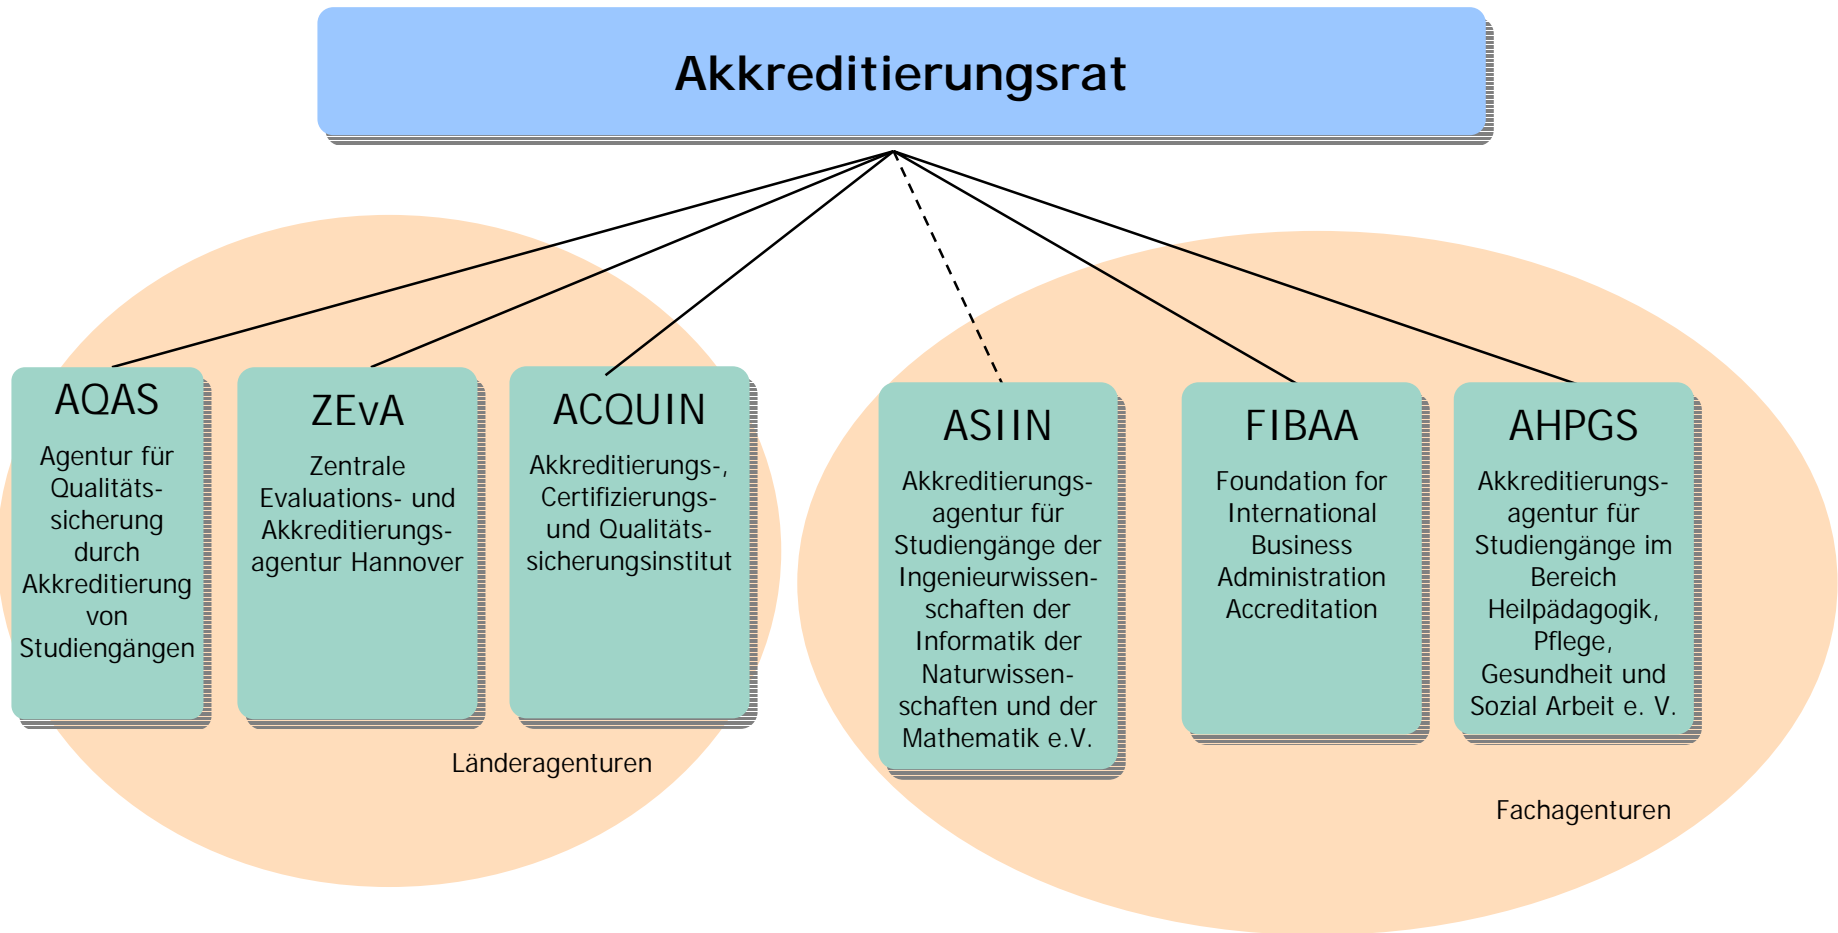 Akkreditierungsrat
AQAS
Agentur für
Qualitäts-
sicherung
durch
Akkreditierung
von
Studiengängen
ZEvA
Zentrale
Evaluations- und
Akkreditierungs-
agentur Hannover
ACQUIN
Akkreditierungs-,
Certifizierungs-
und Qualitäts-
sicherungsinstitut
Länderagenturen
ASIIN
Akkreditierungs-
agentur für
Studiengänge der
Ingenieurwissen-
schaften der
Informatik der
Naturwissen-
schaften und der
Mathematik e.V.
FIBAA
Foundation for
International
Business
Administration
Accreditation
AHPGS
Akkreditierungs-
agentur für
Studiengänge im
Bereich
Heilpädagogik,
Pflege,
Gesundheit und
Sozial Arbeit e. V.
Fachagenturen